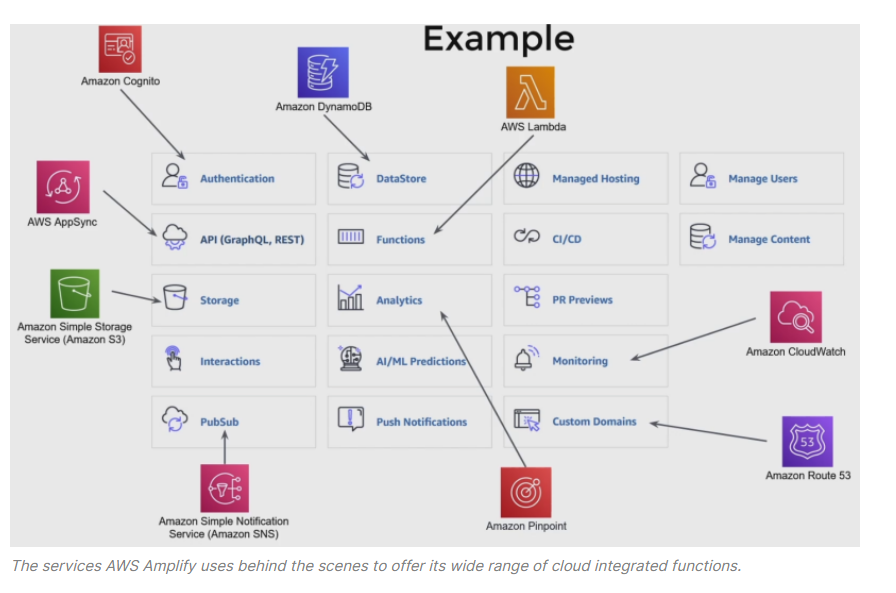 Example
Amazon Cognito
Amazon DynamoDB
AWS Lambda
Authentication
DataStore
Managed Hosting
Manage Users
AWS AppSync
API (GraphQL, REST)
Functions
CI/CD
Manage Content
Amazon Simple Storage
Service (Amazon S3)
Storage
Analytics
PR Previews
Interactions
AI/ML Predictions
Monitoring
Amazon CloudWatch
PubSub
Push Notifications
Custom Domains
53
Amazon Route 53
Amazon Simple Notification
Service (Amazon SNS)
Amazon Pinpoint
The services AWS Amplify uses behind the scenes to offer its wide range of cloud integrated functions.